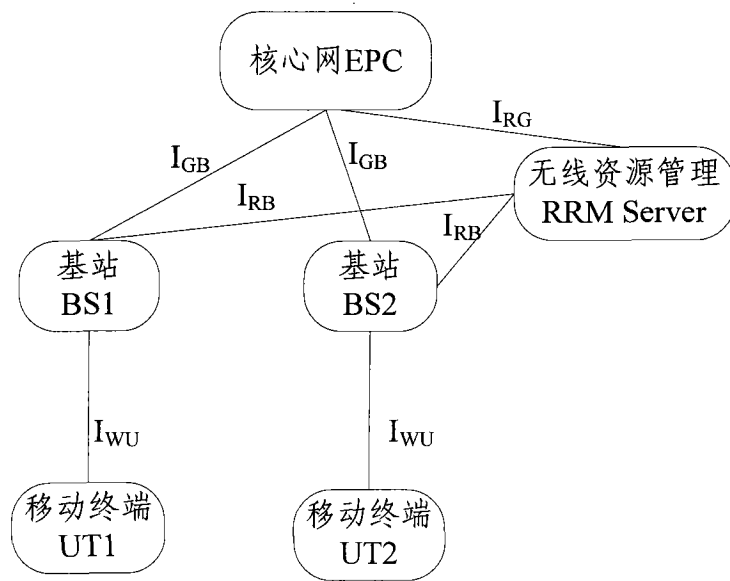 核心网EPC
I_RG
I_GB
I_GB
无线资源管理
RRM Server
I_RB
I_RB
基站
BS1
基站
BS2
I_WU
I_WU
移动终端
UT1
移动终端
UT2